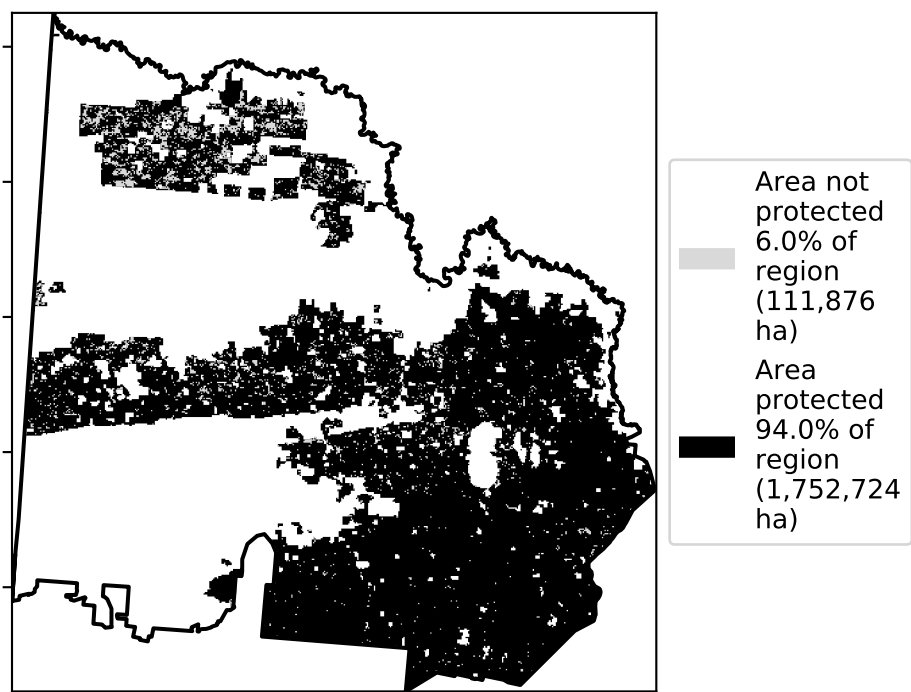 Area not
protected
6.0% of
region
(111,876
ha)
Area
protected
94.0% of
region
(1,752,724
ha)